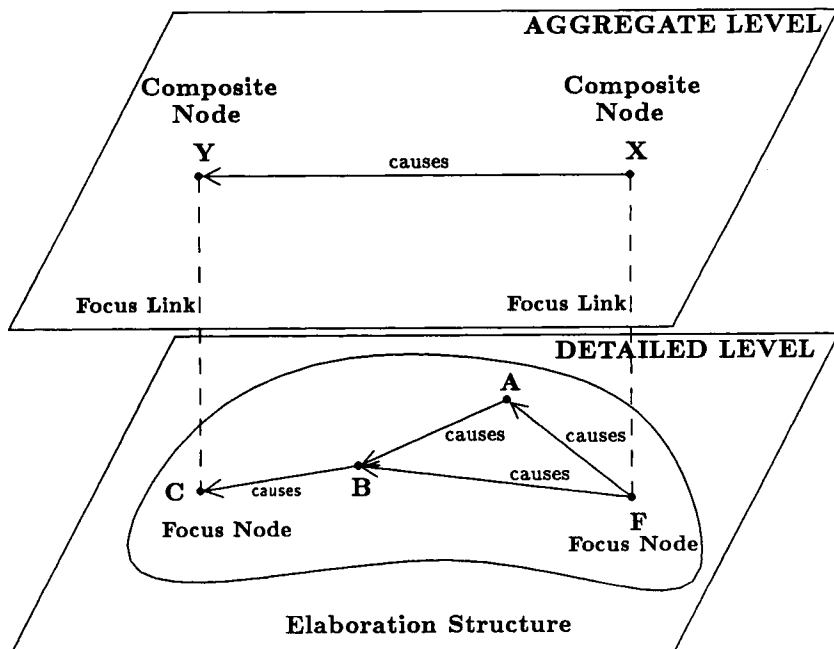 AGGREGATE LEVEL
Composite
Node
Composite
Node
Y
X
causes
Focus Link
Focus Link
DETAILED LEVEL
A
causes
causes
causes
causes
C
B
F
Focus Node
Focus Node
Elaboration Structure